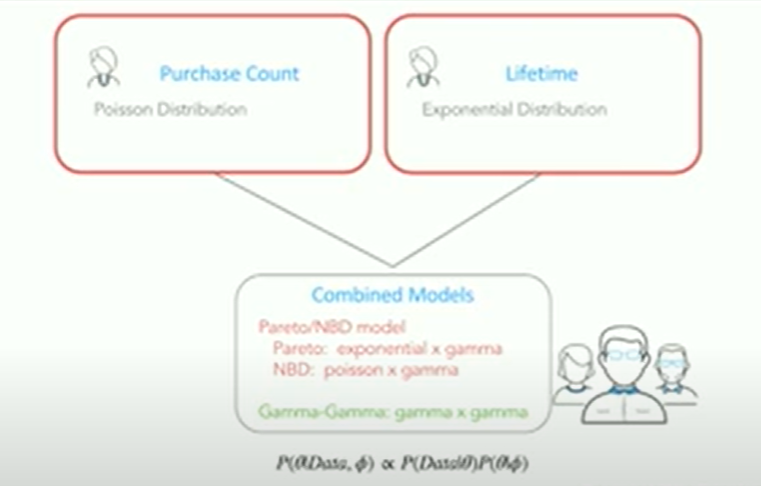 Purchase Count
Poisson Distribution
Lifetime
Exponential Distribution
Combined Models
Pareto/NBD model
Pareto: exponential x gamma
NBD: poisson x gamma
Gamma-Gamma: gamma x gamma
P(θ|Data, ϕ) ∝ P(Data|θ)P(θ|ϕ)